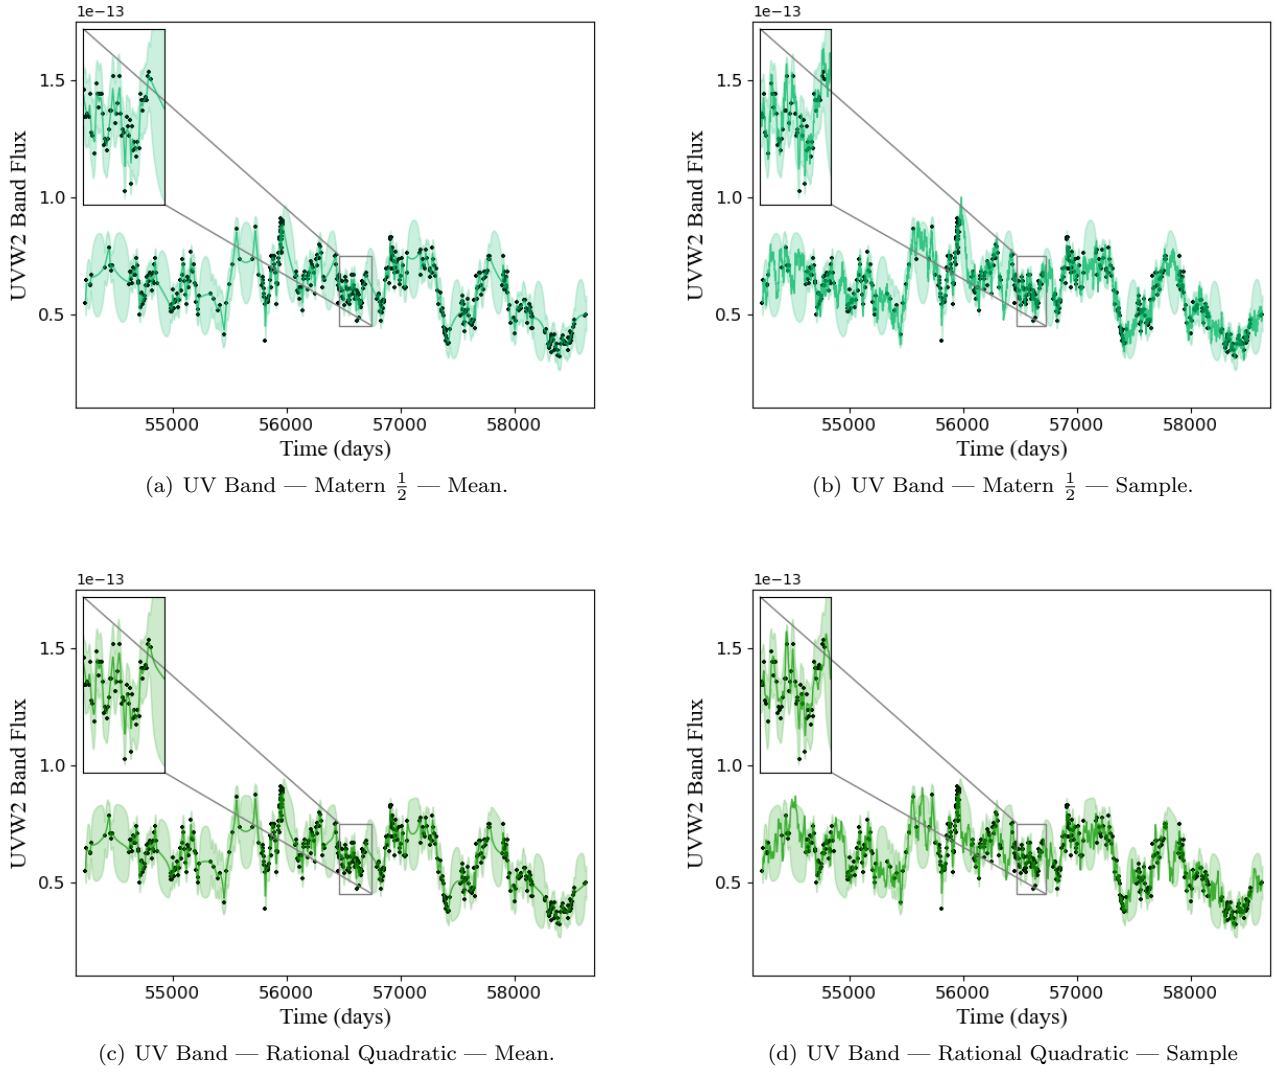 1e−13
1e−13
1.5
1.5
1.0
1.0
0.5
0.5
UVW2 Band Flux
UVW2 Band Flux
55000 56000 57000 58000
55000 56000 57000 58000
Time (days)
Time (days)
(a) UV Band — Matern 1/2 — Mean.
(b) UV Band — Matern 1/2 — Sample.
1e−13
1e−13
1.5
1.5
1.0
1.0
0.5
0.5
UVW2 Band Flux
UVW2 Band Flux
55000 56000 57000 58000
55000 56000 57000 58000
Time (days)
Time (days)
(c) UV Band — Rational Quadratic — Mean.
(d) UV Band — Rational Quadratic — Sample